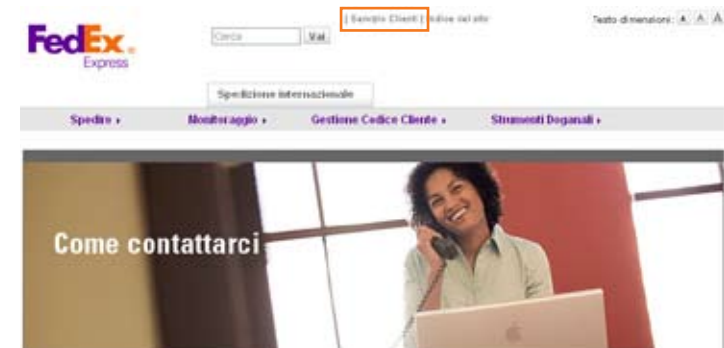 | Servizio Clienti | Indice del sito
Testo dimensioni: A A A
FedEx
Express
Cerca
Vai
Spedizione internazionale
Spedire
Monitoraggio
Gestione Codice Cliente
Strumenti Doganali
Come contattarci